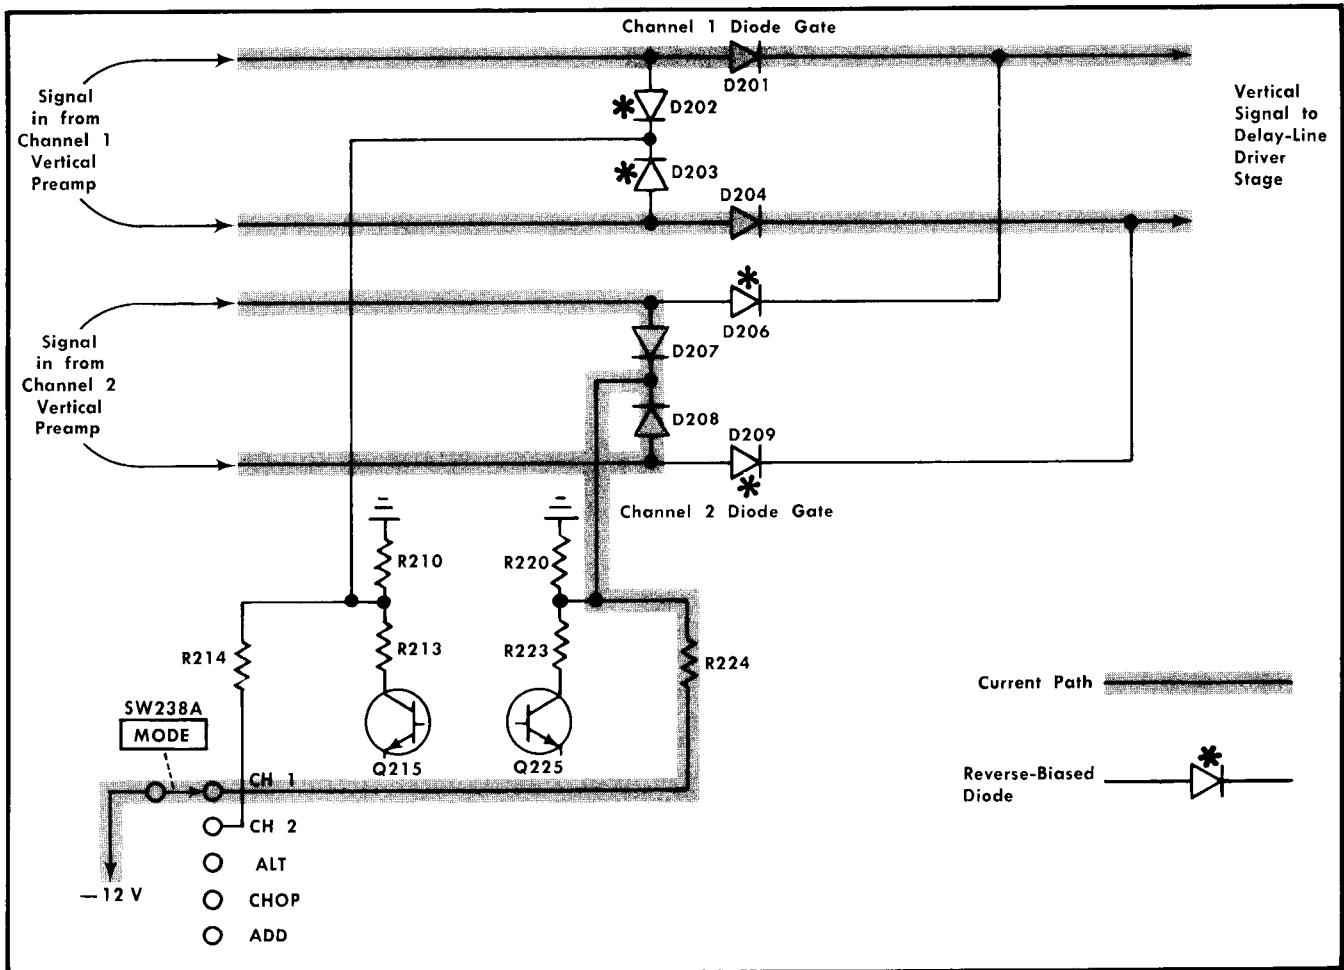 Channel 1 Diode Gate
D201
Signal
in from
Channel 1
Vertical
Preamp
D202
D203
D204
Vertical
Signal to
Delay-Line
Driver
Stage
Signal
in from
Channel 2
Vertical
Preamp
D206
D207
D208
D209
Channel 2 Diode Gate
R210
R220
R214
R213
R223
R224
SW238A
MODE
Q215
Q225
CH 1
CH 2
ALT
CHOP
ADD
—12 V
Current Path
Reverse-Biased
Diode